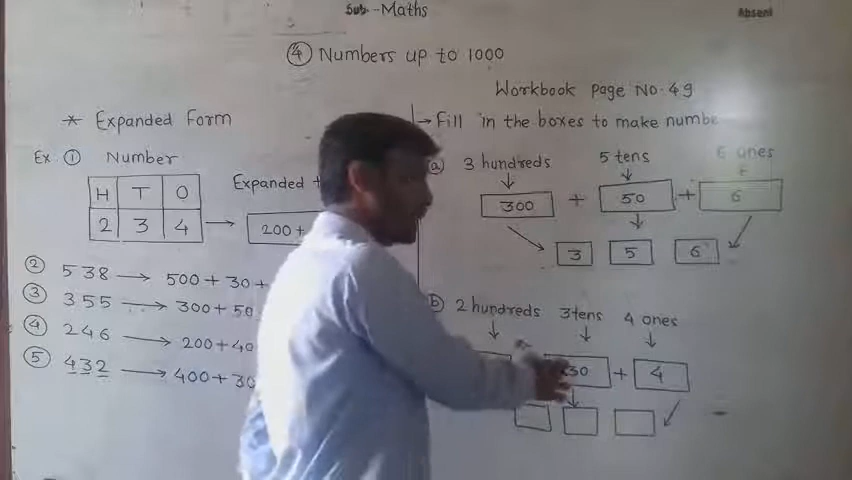 Sub - Maths
Absent
④ Numbers up to 1000
Workbook Page No. 49
* Expanded Form
→ Fill in the boxes to make numbe
Ex ① Number
Expanded
ⓐ 3 hundreds 5 tens 6 ones
H T O
2 3 4 → 200+
300 + 50 + 6
3 5 6
② 538 → 500 + 30 +
③ 355 → 300 + 50
④ 246 → 200 + 40
⑤ 432 → 400 + 30
ⓑ 2 hundreds 3 tens 4 ones
30 + 4